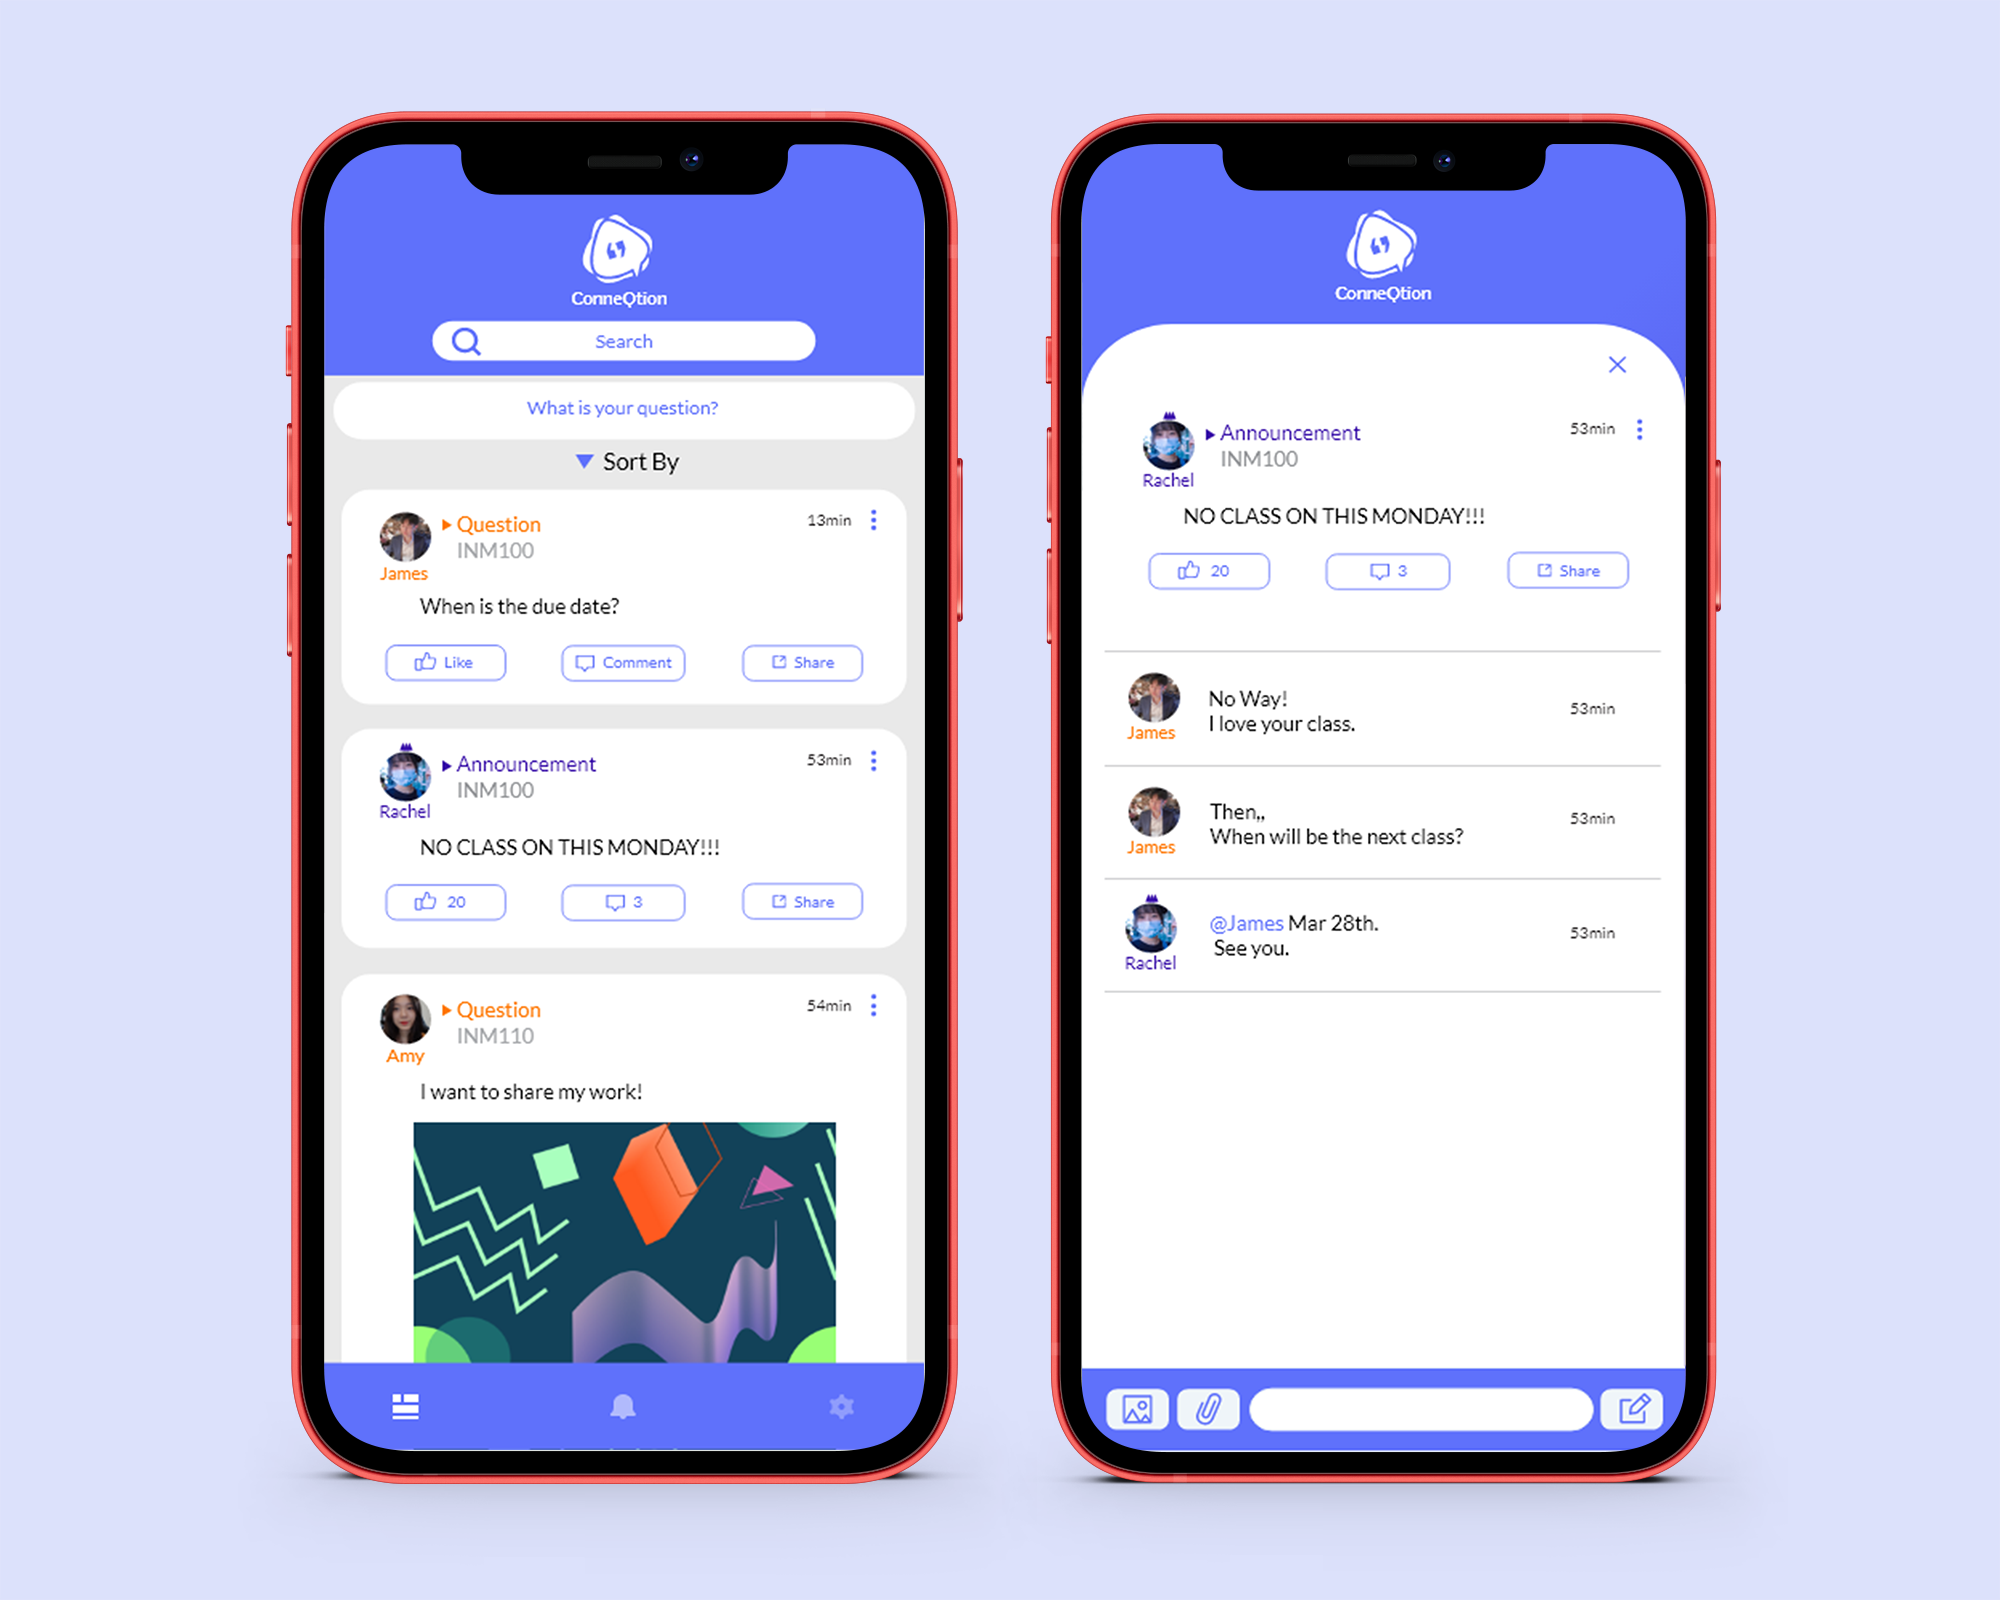 ConneQtion
Search
What is your question?
Sort By
Question
13min
INM100
James
When is the due date?
Like
Comment
Share
Announcement
53min
INM100
Rachel
NO CLASS ON THIS MONDAY!!!
20
3
Share
Question
54min
INM110
Amy
I want to share my work!
ConneQtion
Announcement
53min
INM100
Rachel
NO CLASS ON THIS MONDAY!!!
20
3
Share
No Way!
I love your class.
53min
James
Then,,
When will be the next class?
53min
James
@James Mar 28th.
See you.
53min
Rachel